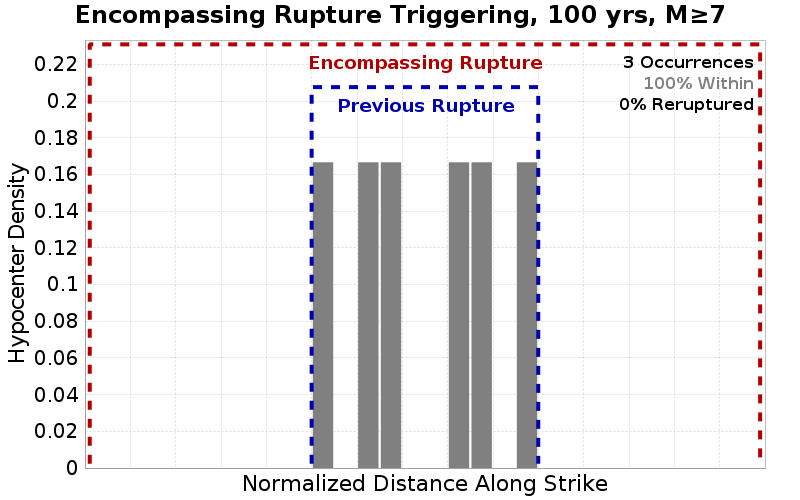 Encompassing Rupture Triggering, 100 yrs, M≥7
Encompassing Rupture
Previous Rupture
3 Occurrences
100% Within
0% Reruptured
Hypocenter Density
0.22
0.2
0.18
0.16
0.14
0.12
0.1
0.08
0.06
0.04
0.02
0
Normalized Distance Along Strike